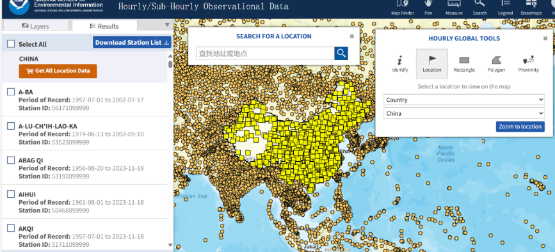 Environmental Information
Hourly/Sub-Hourly Observational Data
Map Finder
Pan
Measure
Search
Legend
Basemaps
Layers
Results
Select All
Download Station List
CHINA
Get All Location Data
A-BA
Period of Record: 1957-07-01 to 2002-07-17
Station ID: 56171099999
A-LU-CH'IH-LAO-KA
Period of Record: 1974-06-13 to 2002-09-10
Station ID: 53523099999
ABAG QI
Period of Record: 1956-08-20 to 2023-11-18
Station ID: 53192099999
AIHUI
Period of Record: 1961-08-01 to 2023-11-18
Station ID: 50468099999
AKQI
Period of Record: 1957-07-01 to 2023-11-18
Station ID: 51711099999
SEARCH FOR A LOCATION
查找地址或地点
HOURLY GLOBAL TOOLS
Identify
Location
Rectangle
Polygon
Proximity
Select a location to view on the map
Country
China
Zoom to location
North
Pacific
Ocean